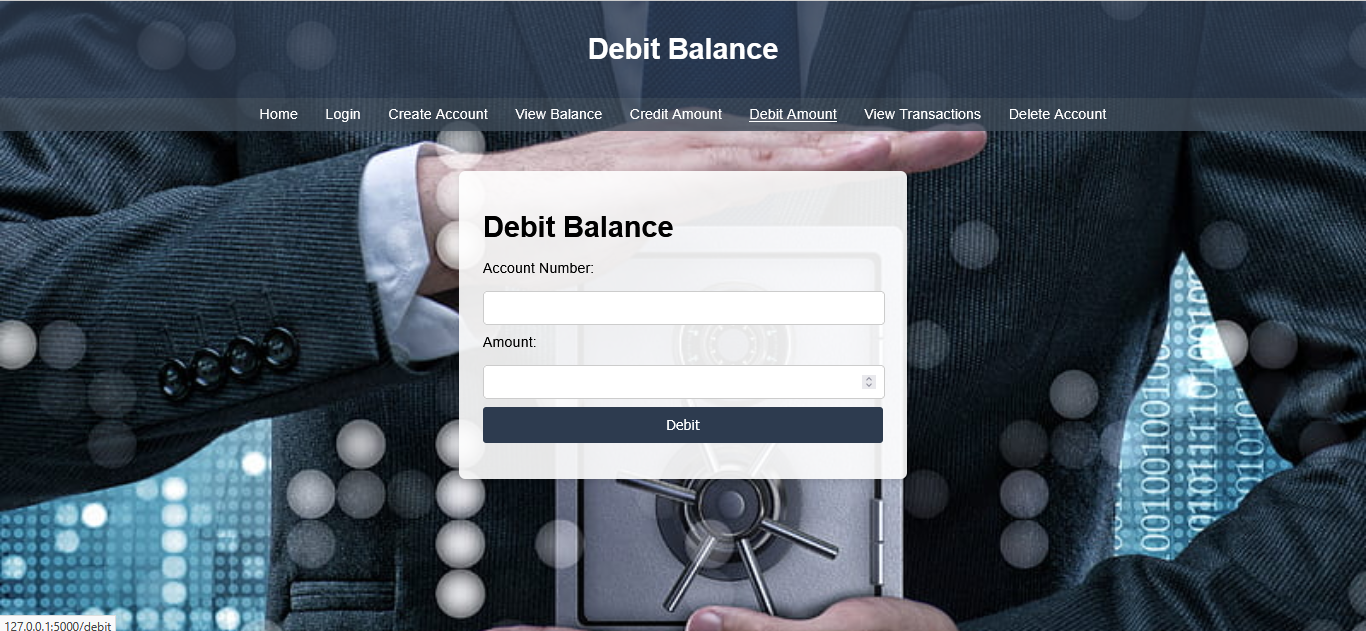 Debit Balance
Home Login Create Account View Balance Credit Amount Debit Amount View Transactions Delete Account
Debit Balance
Account Number:
Amount:
Debit
127.0.0.1:5000/debit